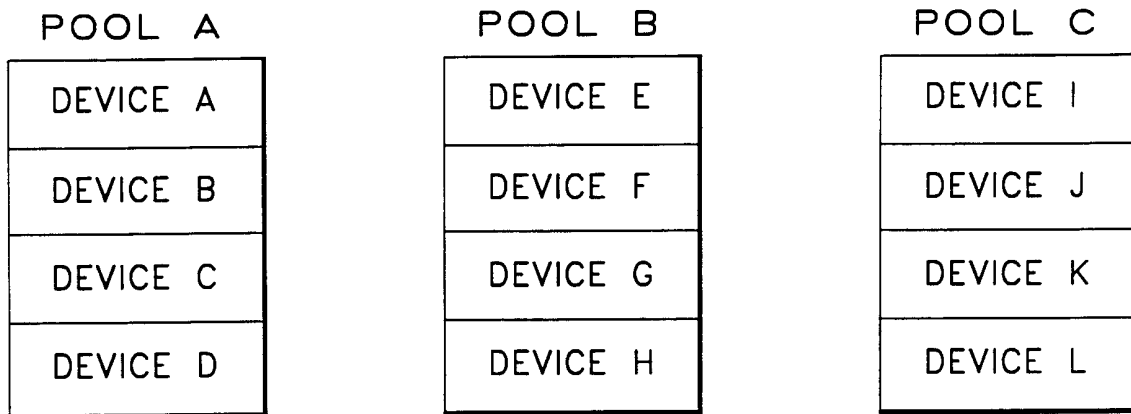 POOL A
DEVICE A
DEVICE B
DEVICE C
DEVICE D
POOL B
DEVICE E
DEVICE F
DEVICE G
DEVICE H
POOL C
DEVICE I
DEVICE J
DEVICE K
DEVICE L